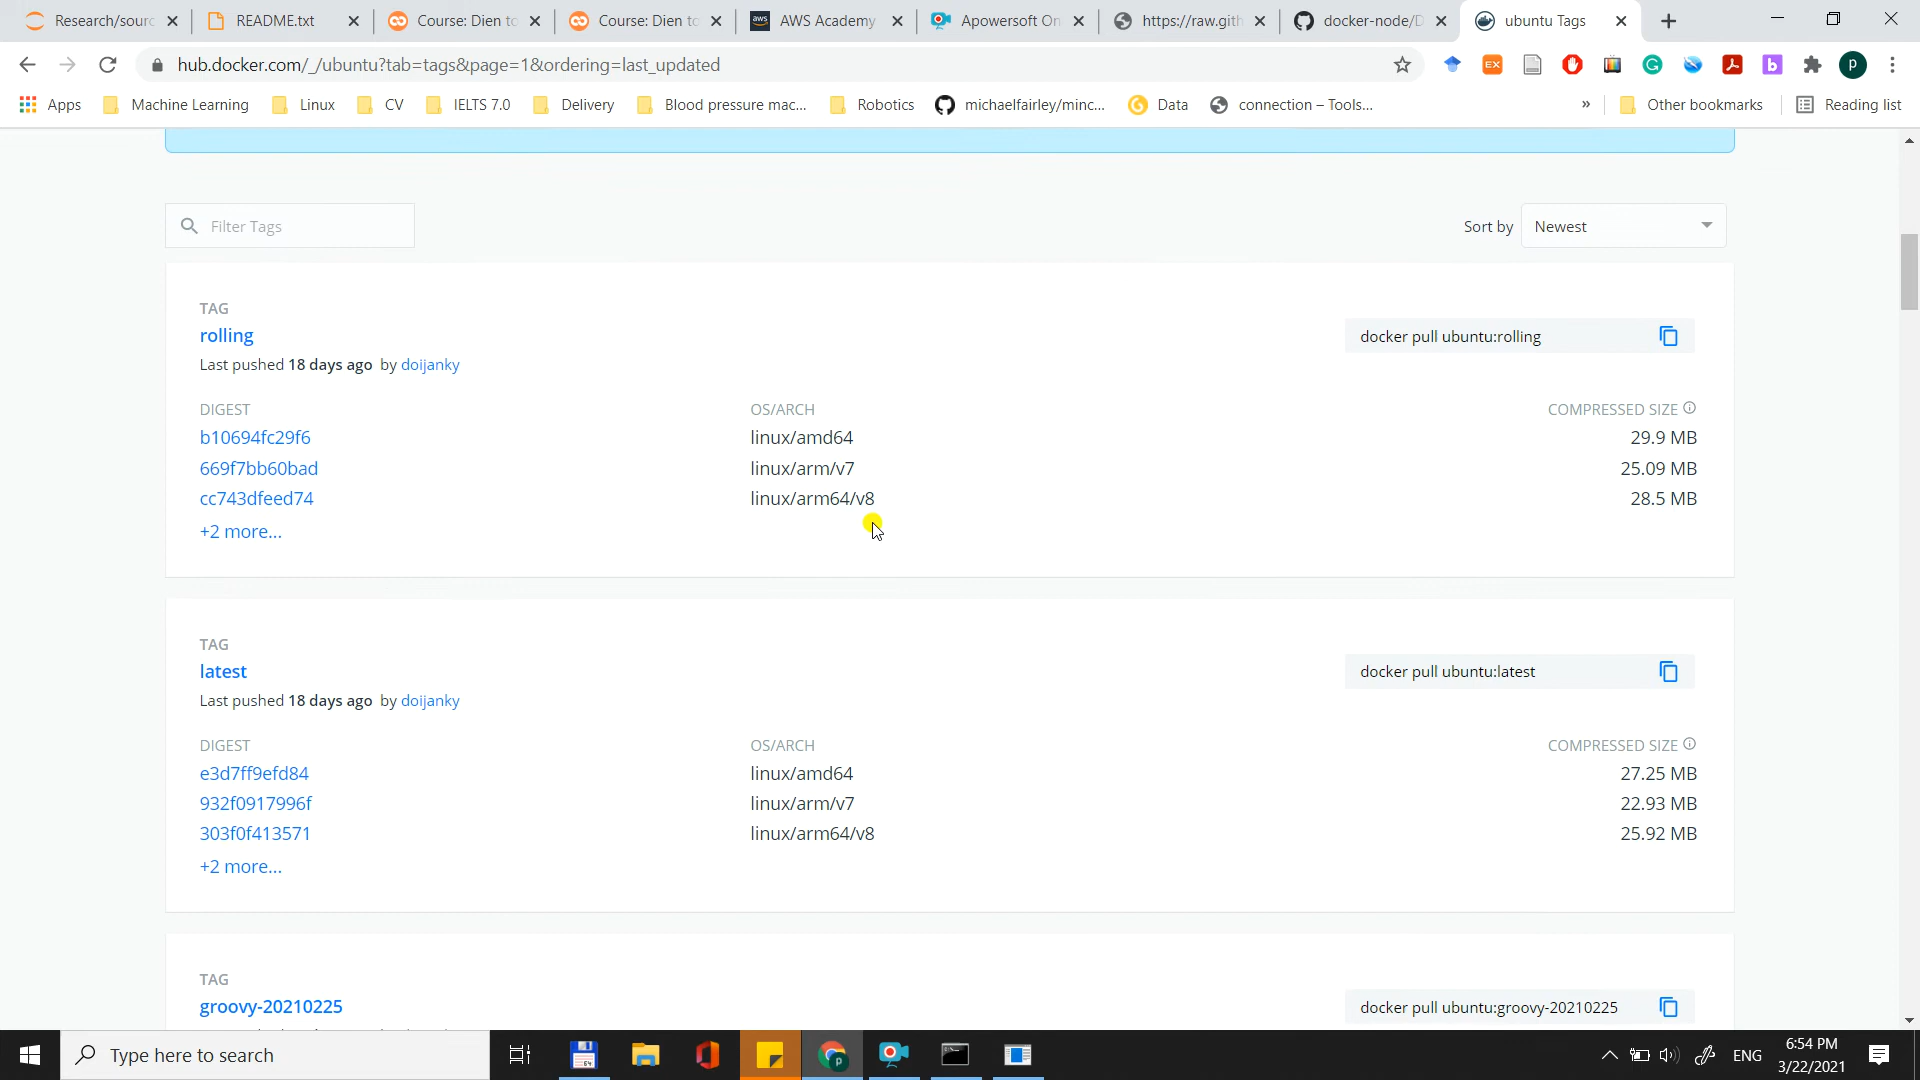 Research/sourc
README.txt
Course: Dien to
Course: Dien to
AWS Academy
Apowersoft On
https://raw.gith
docker-node/D
ubuntu Tags
hub.docker.com/_/ubuntu?tab=tags&page=1&ordering=last_updated
Apps
Machine Learning
Linux
CV
IELTS 7.0
Delivery
Blood pressure mac...
Robotics
michaelfairley/minc...
Data
connection – Tools...
»
Other bookmarks
Reading list
Filter Tags
Sort by
Newest
TAG
rolling
docker pull ubuntu:rolling
Last pushed 18 days ago by doijanky
DIGEST
OS/ARCH
COMPRESSED SIZE
b10694fc29f6
linux/amd64
29.9 MB
669f7bb60bad
linux/arm/v7
25.09 MB
cc743dfeed74
linux/arm64/v8
28.5 MB
+2 more...
TAG
latest
docker pull ubuntu:latest
Last pushed 18 days ago by doijanky
DIGEST
OS/ARCH
COMPRESSED SIZE
e3d7ff9efd84
linux/amd64
27.25 MB
932f0917996f
linux/arm/v7
22.93 MB
303f0f413571
linux/arm64/v8
25.92 MB
+2 more...
TAG
groovy-20210225
docker pull ubuntu:groovy-20210225
Type here to search
ENG
6:54 PM
3/22/2021